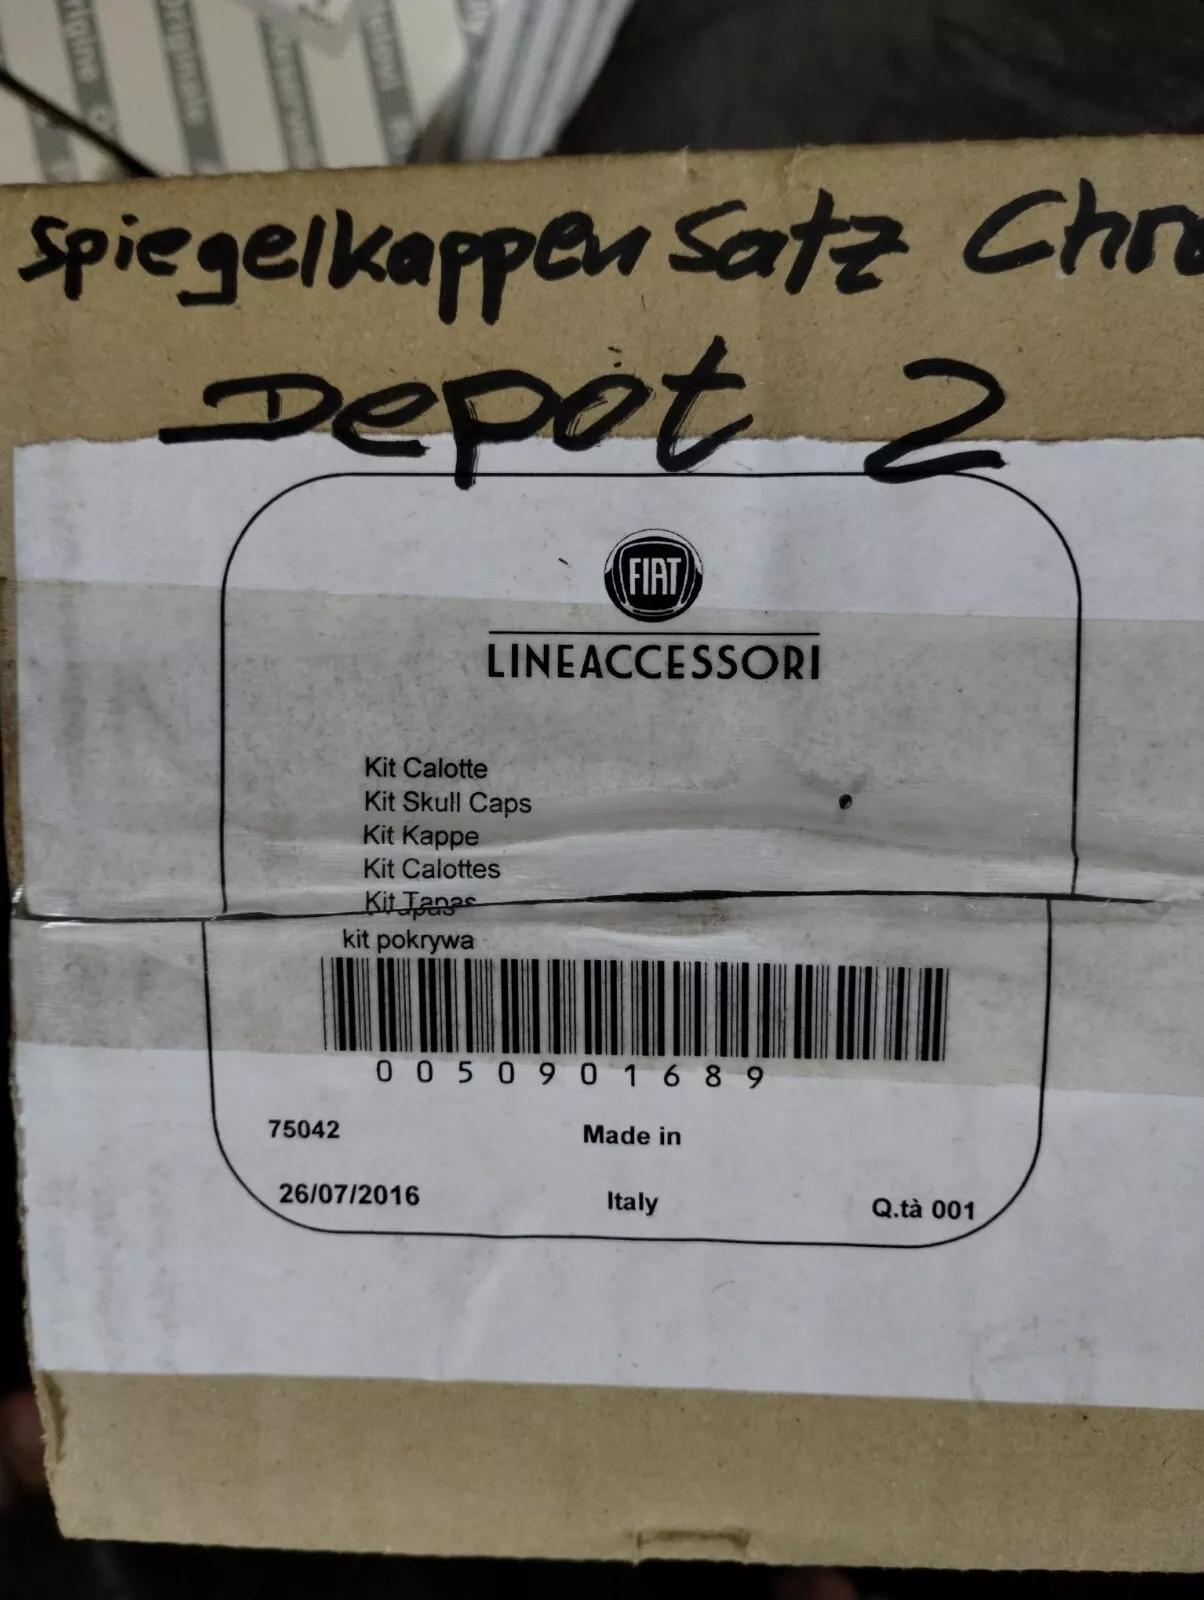 Spiegelkappen Satz
Depot 2
FIAT
LINEACCESSORI
Kit Calotte
Kit Skull Caps
Kit Kappe
Kit Calottes
Kit Tapas
kit pokrywa
0050901689
75042
Made in
26/07/2016
Italy
Q.tà 001